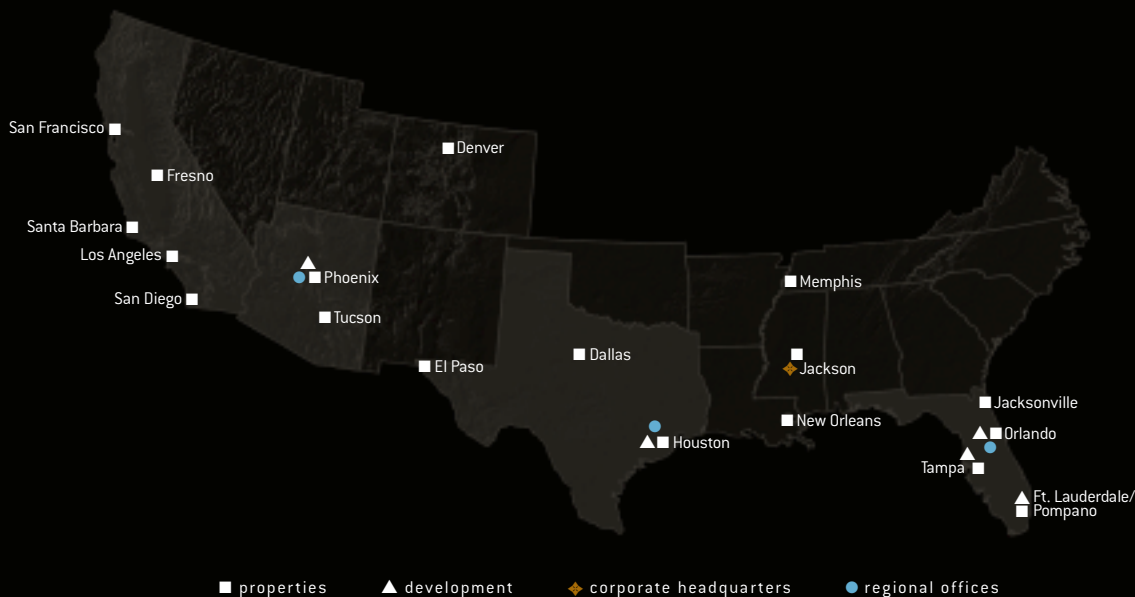 San Francisco
Denver
Fresno
Santa Barbara
Los Angeles
Phoenix
Memphis
San Diego
Tucson
Dallas
El Paso
Jackson
Jacksonville
New Orleans
Orlando
Houston
Tampa
Ft. Lauderdale/
Pompano
properties development corporate headquarters regional offices